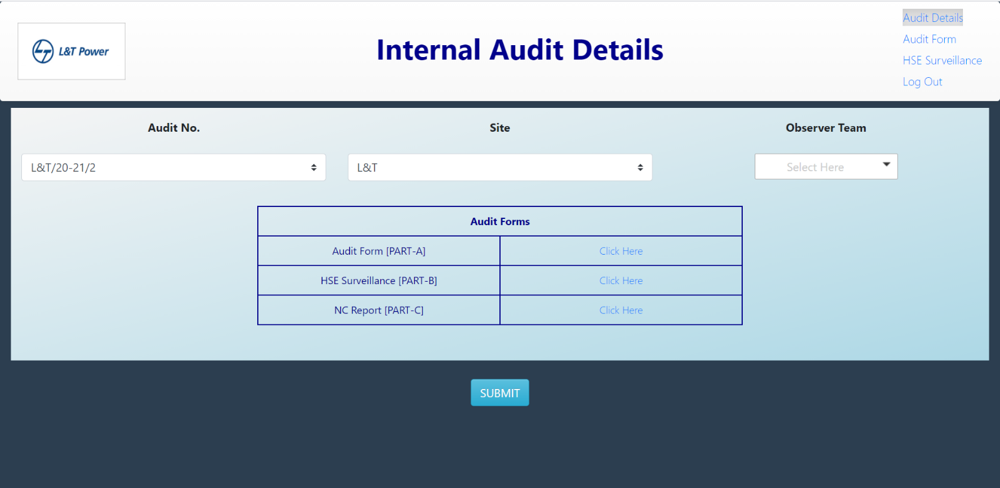 L&T Power
Internal Audit Details
Audit Details
Audit Form
HSE Surveillance
Log Out
Audit No.
Site
Observer Team
L&T/20-21/2
L&T
Select Here
Audit Forms
Audit Form [PART-A]
Click Here
HSE Surveillance [PART-B]
Click Here
NC Report [PART-C]
Click Here
SUBMIT